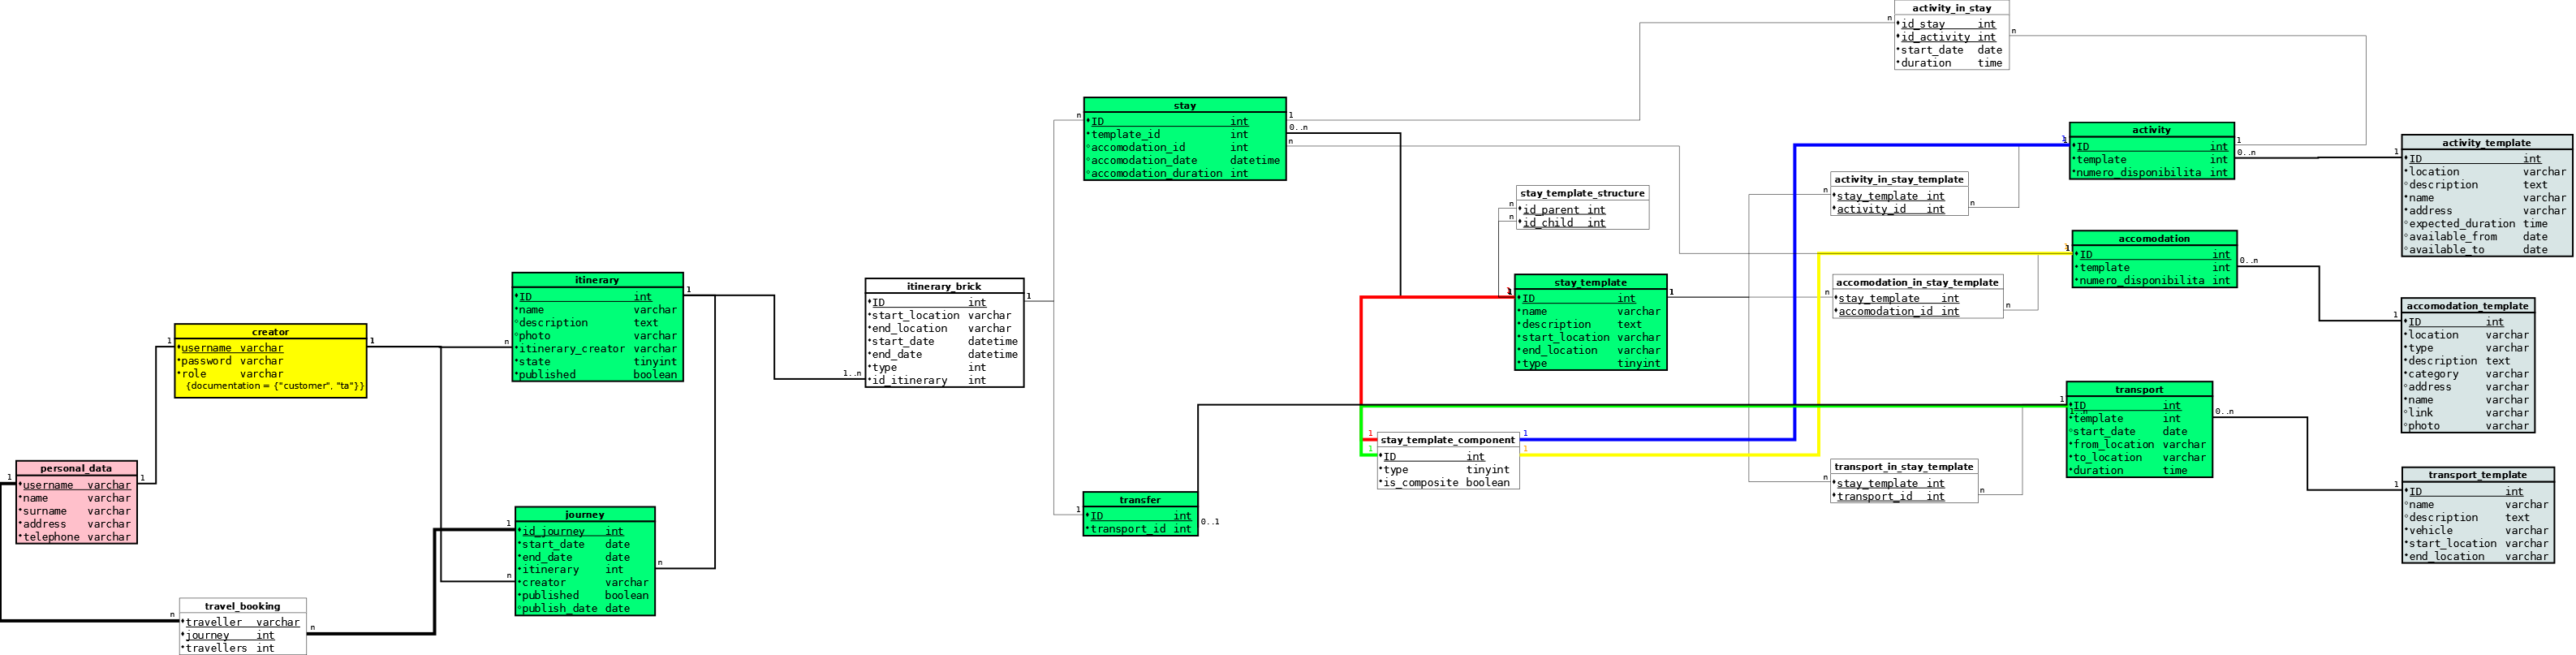 activity_in_stay
id_stay int
id_activity int
start_date date
duration time
stay
ID int
template_id int
accomodation_id int
accomodation_date datetime
accomodation_duration int
activity
ID int
template int
numero_disponibilita int
activity_template
ID int
location varchar
description text
name varchar
address varchar
expected_duration time
available_from date
available_to date
activity_in_stay_template
stay_template int
activity_id int
stay_template_structure
id_parent int
id_child int
accomodation
ID int
template int
numero_disponibilita int
itinerary
ID int
name varchar
description text
photo varchar
itinerary_creator varchar
state tinyint
published boolean
itinerary_brick
ID int
start_location varchar
end_location varchar
start_date datetime
end_date datetime
type int
id_itinerary int
stay_template
ID int
name varchar
description text
start_location varchar
end_location varchar
type tinyint
accomodation_in_stay_template
stay_template int
accomodation_id int
accomodation_template
ID int
location varchar
type varchar
description text
category varchar
address varchar
name varchar
link varchar
photo varchar
creator
username varchar
password varchar
role varchar
{documentation = {"customer", "ta"}}
transport
ID int
template int
start_date date
from_location varchar
to_location varchar
duration time
stay_template_component
ID int
type tinyint
is_composite boolean
personal_data
username varchar
name varchar
surname varchar
address varchar
telephone varchar
transport_in_stay_template
stay_template int
transport_id int
transport_template
ID int
name varchar
description text
vehicle varchar
start_location varchar
end_location varchar
transfer
ID int
transport_id int
journey
id_journey int
start_date date
end_date date
itinerary int
creator varchar
published boolean
publish_date date
travel_booking
traveller varchar
journey int
travellers int